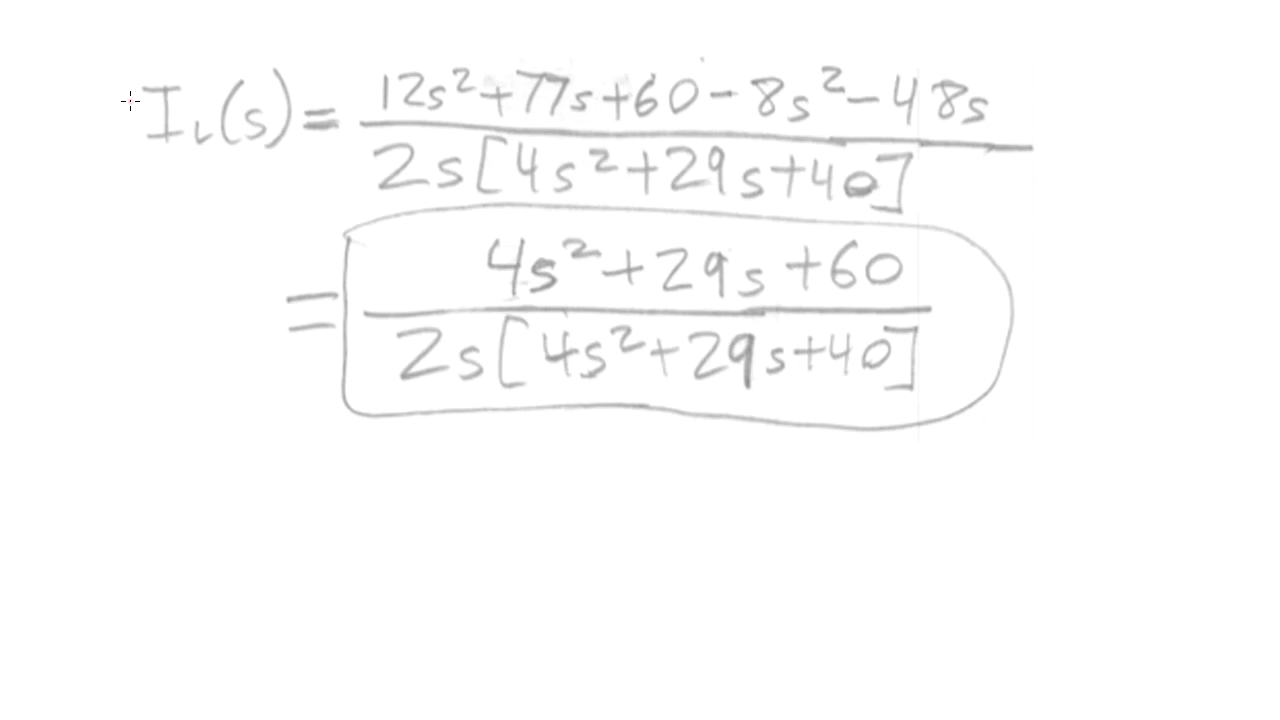 I_L(s) = (12s² + 77s + 60 - 8s² - 48s) / (2s[4s² + 29s + 40])
= (4s² + 29s + 60) / (2s[4s² + 29s + 40])